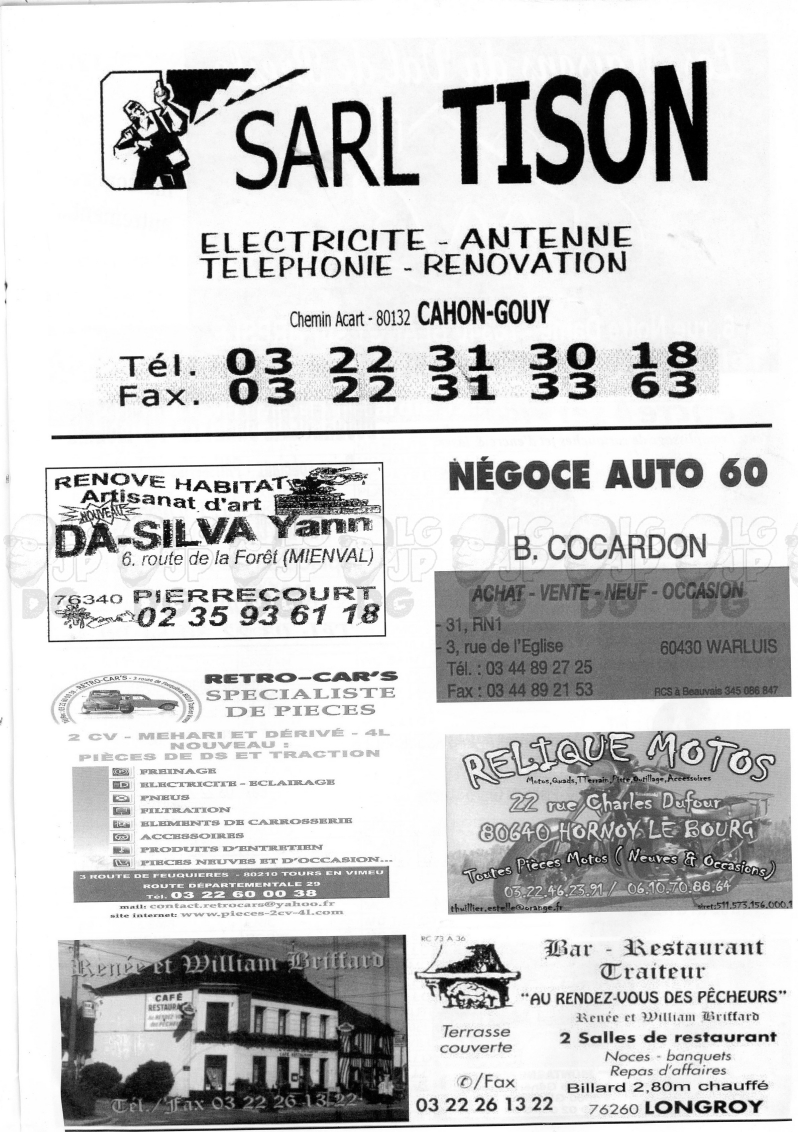 SARL TISON
ELECTRICITE - ANTENNE
TELEPHONIE - RENOVATION
Chemin Acart - 80132 CAHON-GOUY
Tél. 03 22 31 30 18
Fax. 03 22 31 33 63
RENOVE HABITAT
Artisanat d'art
NOUVEAU
DA-SILVA Yann
6. route de la Forêt (MIENVAL)
76340 PIERRECOURT
02 35 93 61 18
NÉGOCE AUTO 60
B. COCARDON
ACHAT - VENTE - NEUF - OCCASION
- 31, RN1
- 3, rue de l'Eglise 60430 WARLUIS
Tél. : 03 44 89 27 25
Fax : 03 44 89 21 53 RCS à Beauvais 345 086 847
RETRO-CAR'S
SPECIALISTE
DE PIECES
2 CV - MEHARI ET DÉRIVÉ - 4L
NOUVEAU :
PIÈCES DE DS ET TRACTION
FREINAGE
ELECTRICITE - ECLAIRAGE
PNEUS
FILTRATION
ELEMENTS DE CARROSSERIE
ACCESSOIRES
PRODUITS D'ENTRETIEN
PIECES NEUVES ET D'OCCASION...
3 ROUTE DE FEUQUIERES - 80210 TOURS EN VIMEU
ROUTE DÉPARTEMENTALE 29
Tél. 03 22 60 00 38
mail: contact.retrocars@yahoo.fr
site internet: www.pieces-2cv-4l.com
RELIQUE MOTOS
Motos,Quads,TTerrain,Piste,Outillage,Accessoires
22 rue Charles Dufour
80640 HORNOY LE BOURG
Toutes Pièces Motos ( Neuves & Occasions)
03.22.46.23.91 / 06.10.70.88.64
thuillier.estelle@orange.fr siret:511.573.156.000.1
Renée et William Briffard
CAFÉ
RESTAURANT
Tél./Fax 03 22 26 13 22
RC 73 A 36
Terrasse
couverte
✆/Fax
03 22 26 13 22
Bar - Restaurant
Traiteur
"AU RENDEZ-VOUS DES PÊCHEURS"
Renée et William Briffard
2 Salles de restaurant
Noces - banquets
Repas d'affaires
Billard 2,80m chauffé
76260 LONGROY